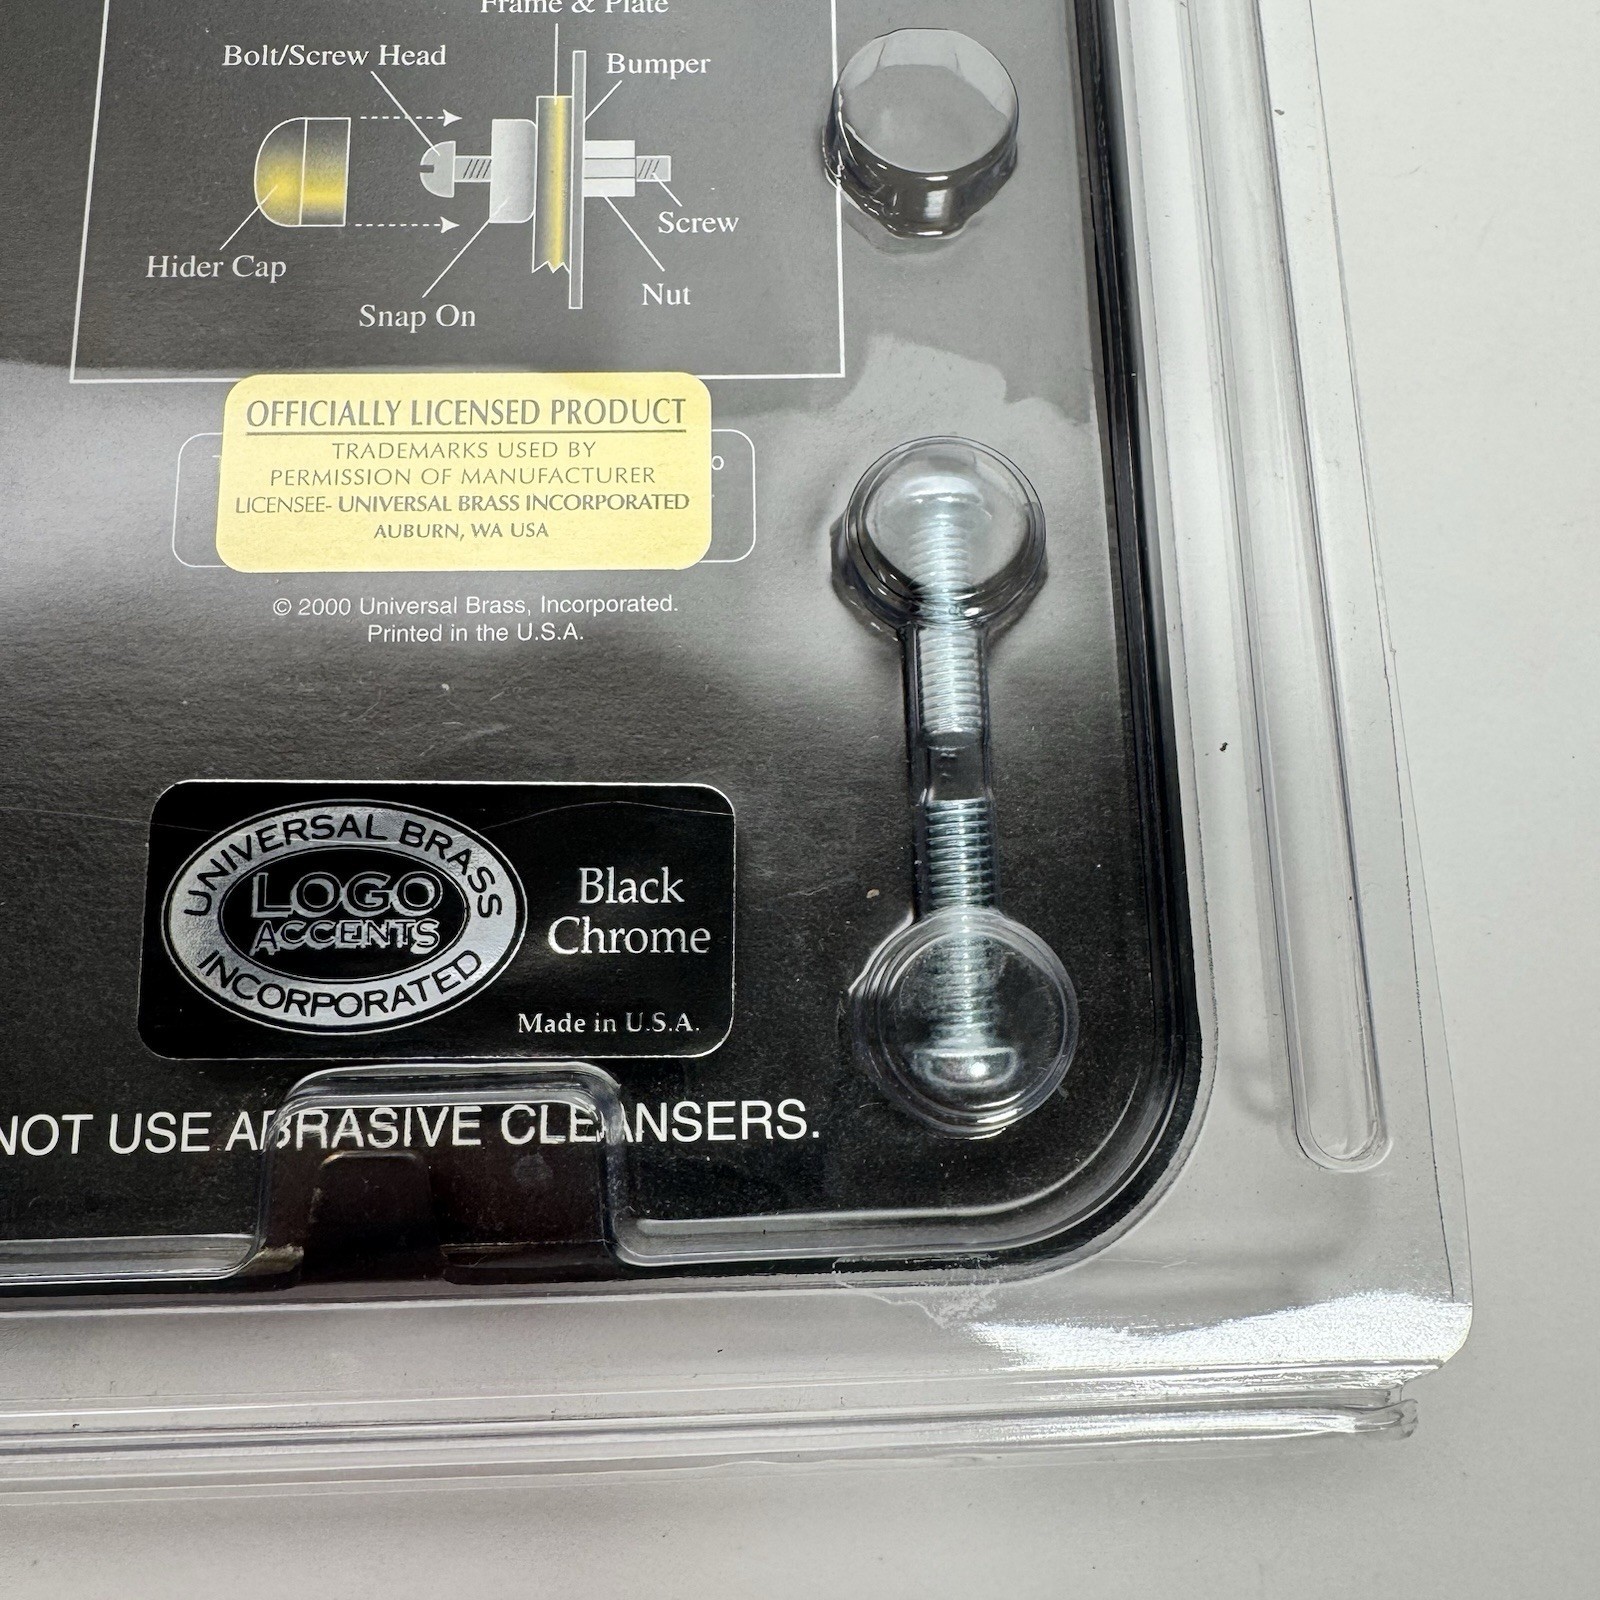 Frame & Plate
Bolt/Screw Head
Bumper
Screw
Hider Cap
Nut
Snap On
OFFICIALLY LICENSED PRODUCT
TRADEMARKS USED BY
PERMISSION OF MANUFACTURER
LICENSEE- UNIVERSAL BRASS INCORPORATED
AUBURN, WA USA
© 2000 Universal Brass, Incorporated.
Printed in the U.S.A.
UNIVERSAL BRASS
LOGO
ACCENTS
INCORPORATED
Black
Chrome
Made in U.S.A.
NOT USE ABRASIVE CLEANSERS.